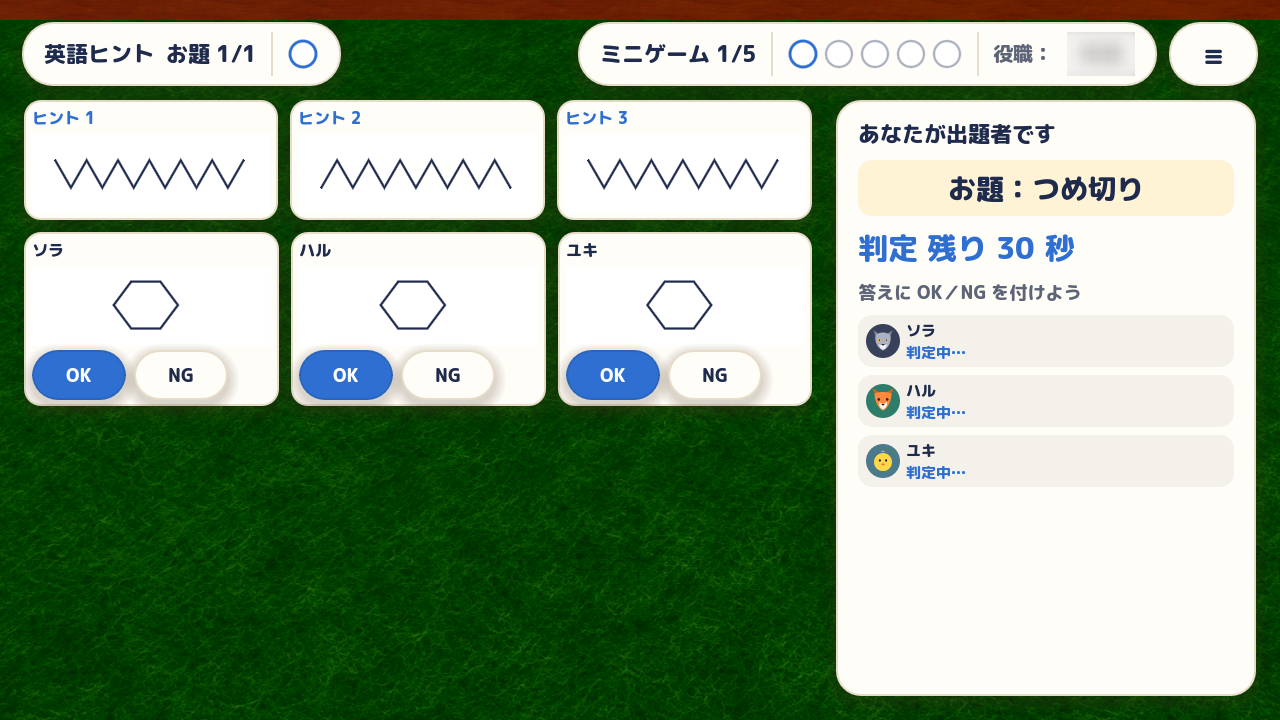 英語ヒント お題 1/1
ミニゲーム 1/5
役職：
ヒント 1
ヒント 2
ヒント 3
ソラ
OK
NG
ハル
OK
NG
ユキ
OK
NG
あなたが出題者です
お題：つめ切り
判定 残り 30 秒
答えに OK／NG を付けよう
ソラ
判定中…
ハル
判定中…
ユキ
判定中…